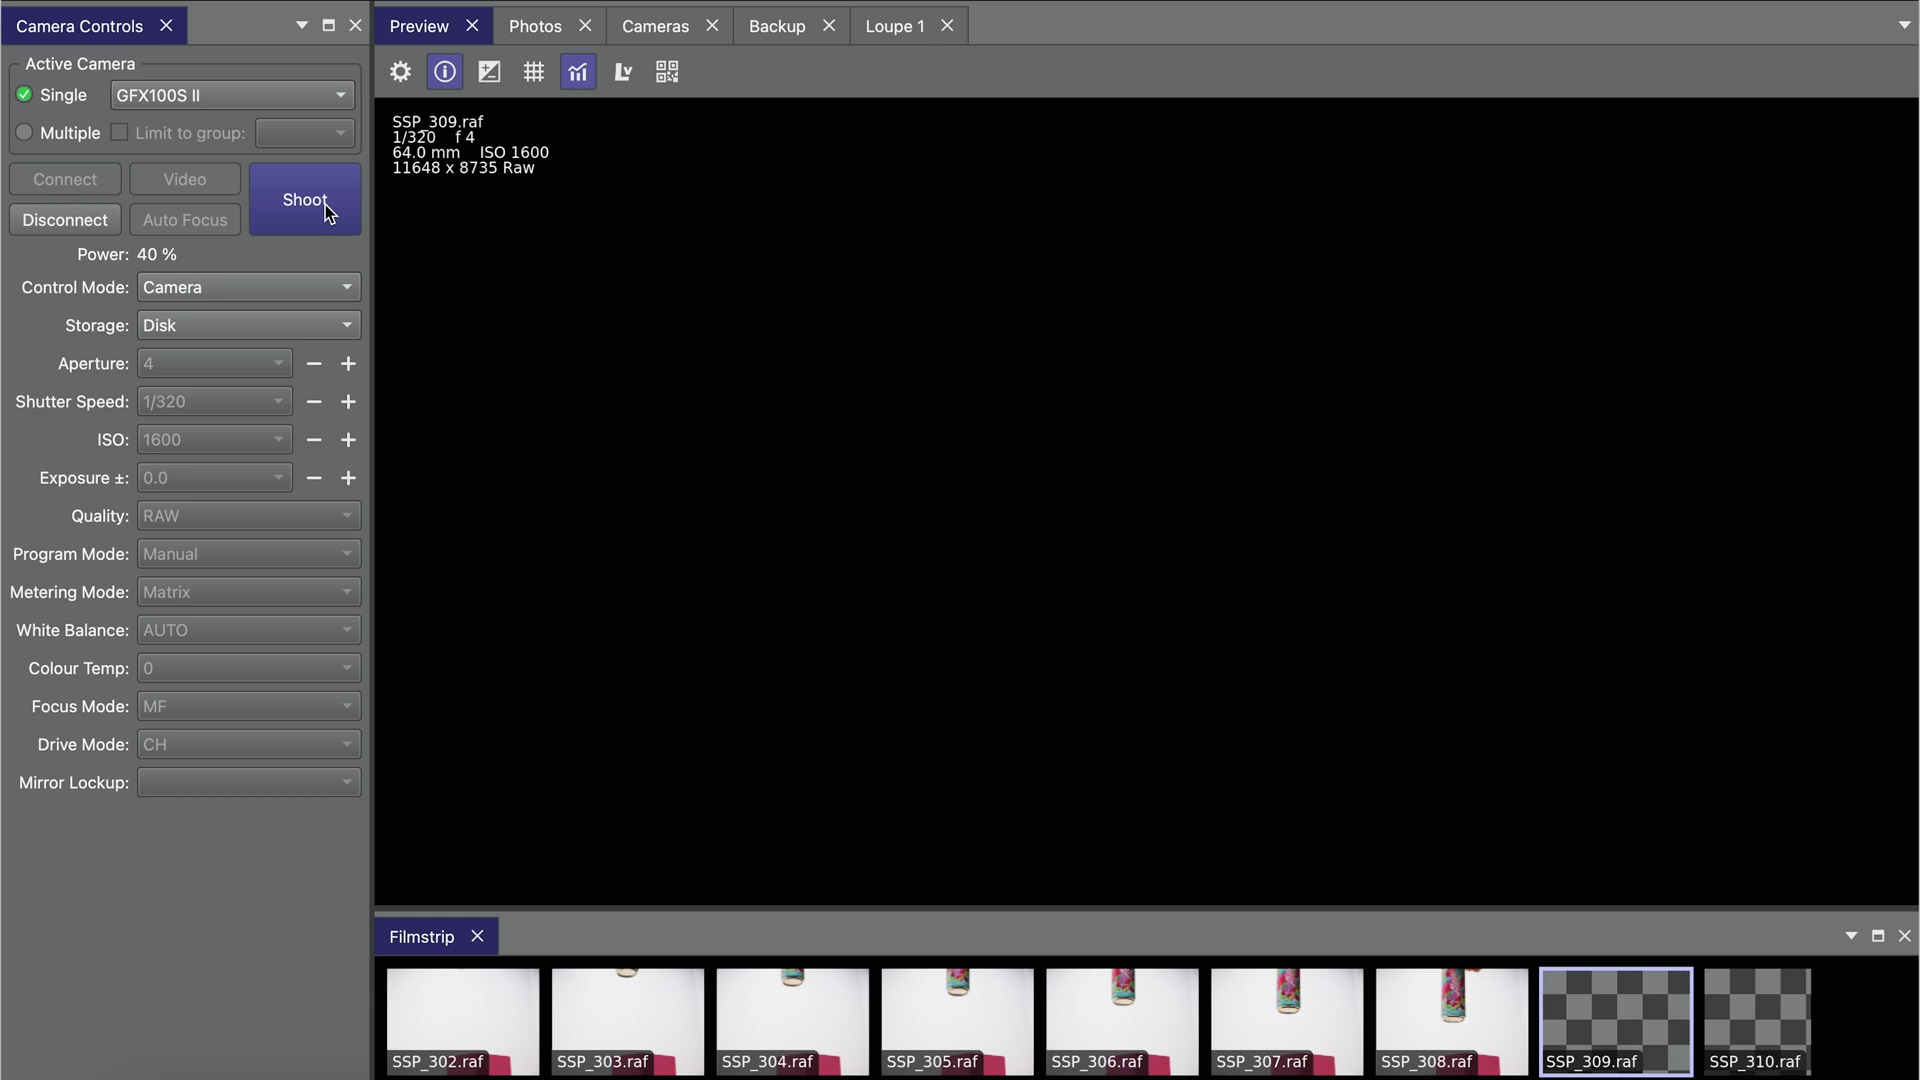 Camera Controls
Preview
Photos
Cameras
Backup
Loupe 1
Active Camera
Single
GFX100S II
Multiple
Limit to group:
Connect
Video
Shoot
Disconnect
Auto Focus
Power: 40 %
Control Mode: Camera
Storage: Disk
Aperture: 4
Shutter Speed: 1/320
ISO: 1600
Exposure ±: 0.0
Quality: RAW
Program Mode: Manual
Metering Mode: Matrix
White Balance: AUTO
Colour Temp: 0
Focus Mode: MF
Drive Mode: CH
Mirror Lockup:
Lv
SSP_309.raf
1/320 f 4
64.0 mm ISO 1600
11648 x 8735 Raw
Filmstrip
SSP_302.raf
SSP_303.raf
SSP_304.raf
SSP_305.raf
SSP_306.raf
SSP_307.raf
SSP_308.raf
SSP_309.raf
SSP_310.raf